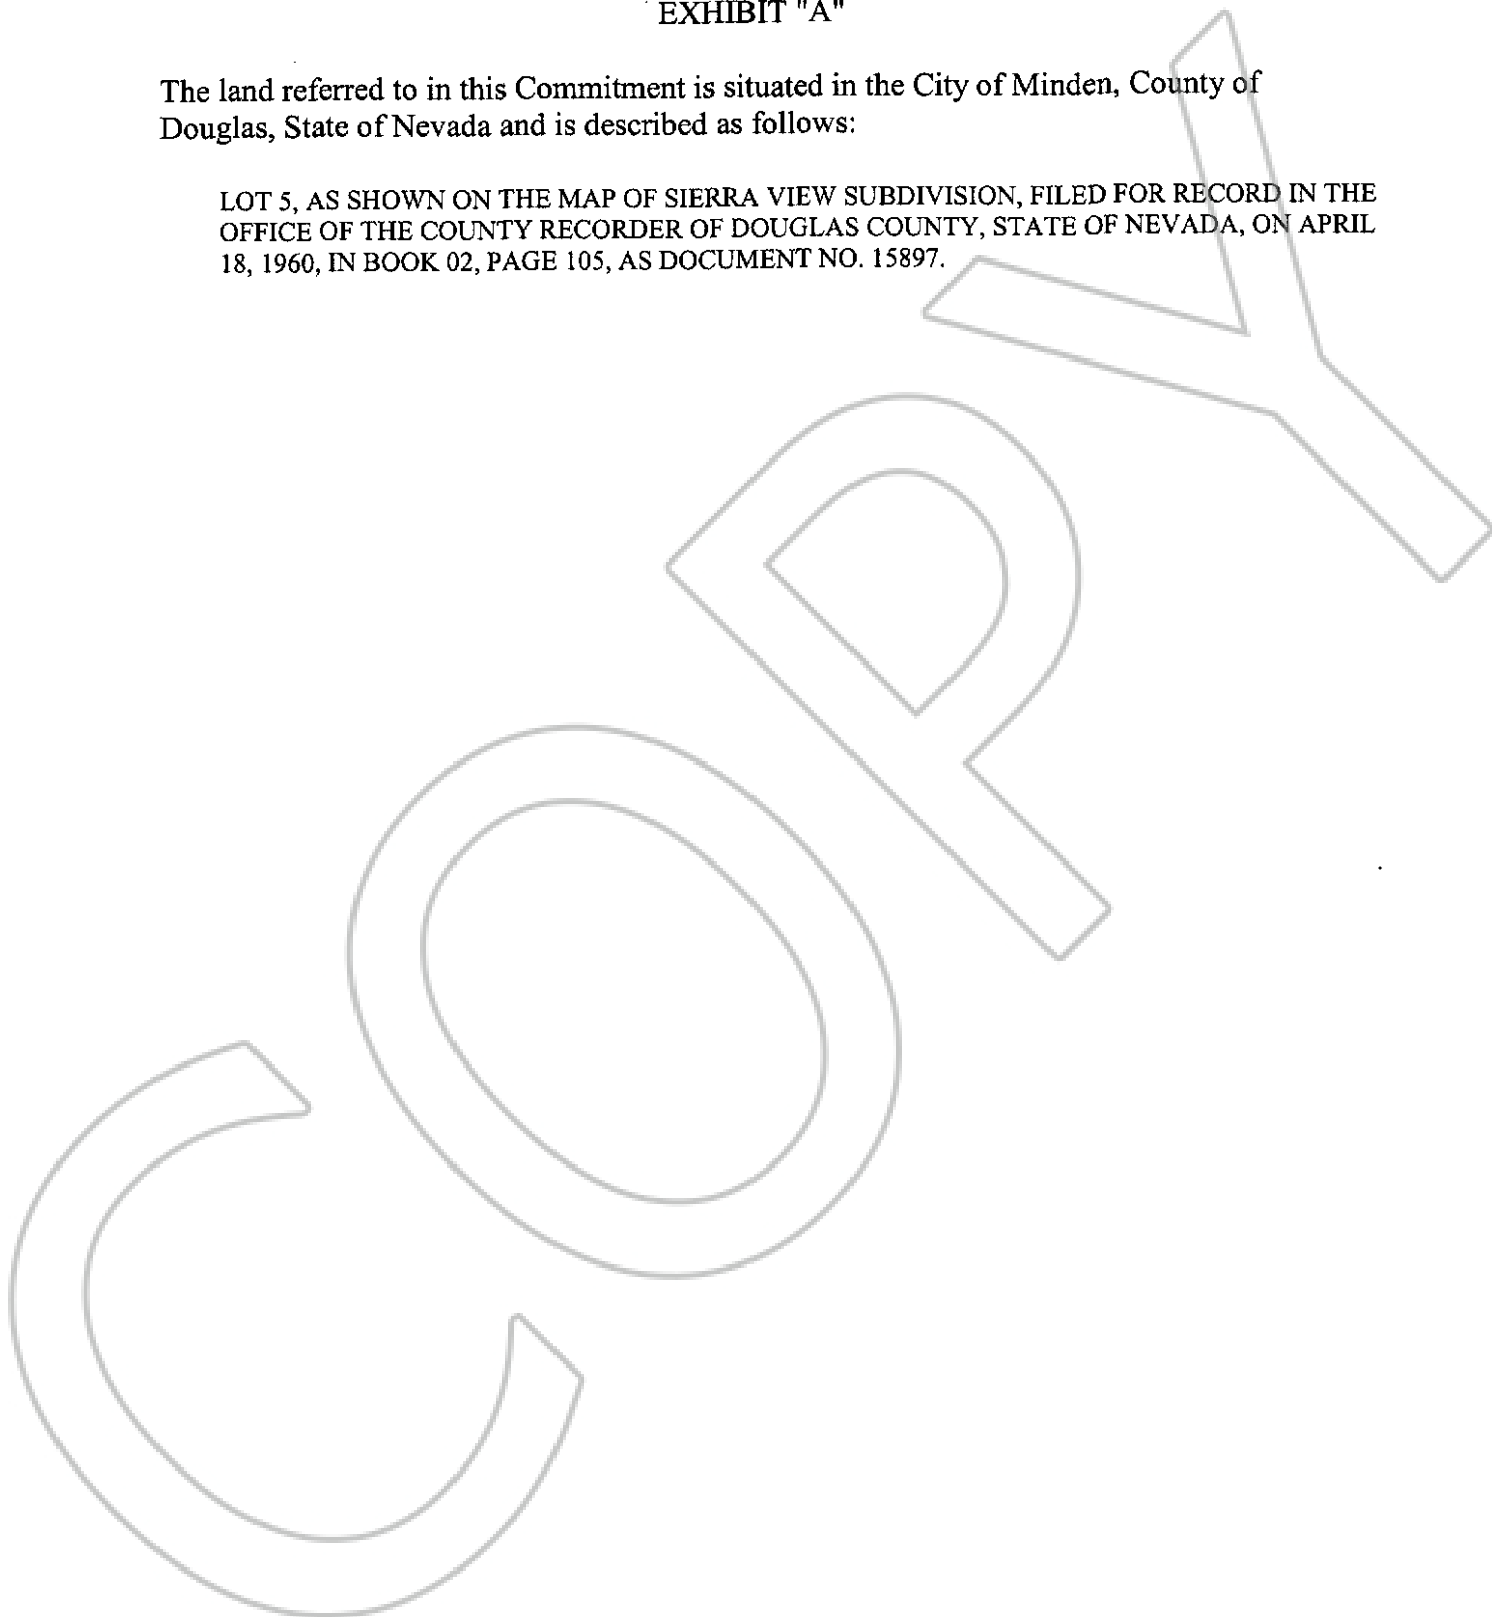 EXHIBIT "A"
The land referred to in this Commitment is situated in the City of Minden, County of
Douglas, State of Nevada and is described as follows:
LOT 5, AS SHOWN ON THE MAP OF SIERRA VIEW SUBDIVISION, FILED FOR RECORD IN THE
OFFICE OF THE COUNTY RECORDER OF DOUGLAS COUNTY, STATE OF NEVADA, ON APRIL
18, 1960, IN BOOK 02, PAGE 105, AS DOCUMENT NO. 15897.
COPY